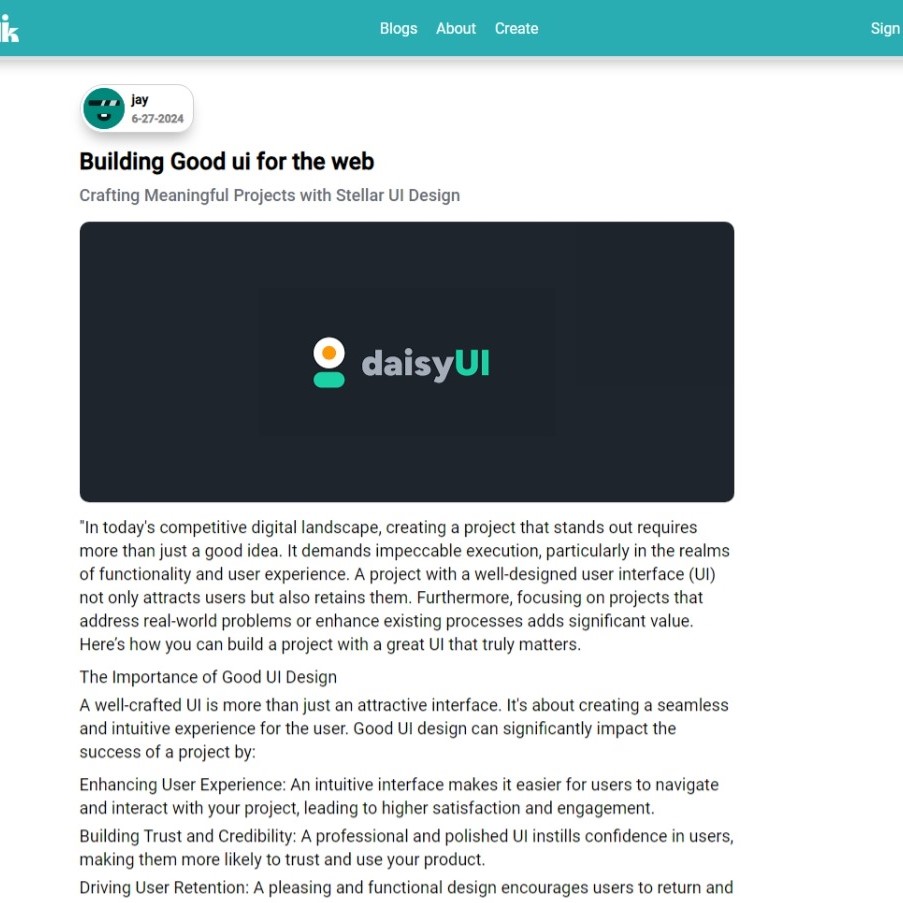 ik
Blogs About Create
Sign
jay
6-27-2024
Building Good ui for the web
Crafting Meaningful Projects with Stellar UI Design
daisyUI
"In today's competitive digital landscape, creating a project that stands out requires
more than just a good idea. It demands impeccable execution, particularly in the realms
of functionality and user experience. A project with a well-designed user interface (UI)
not only attracts users but also retains them. Furthermore, focusing on projects that
address real-world problems or enhance existing processes adds significant value.
Here's how you can build a project with a great UI that truly matters.
The Importance of Good UI Design
A well-crafted UI is more than just an attractive interface. It's about creating a seamless
and intuitive experience for the user. Good UI design can significantly impact the
success of a project by:
Enhancing User Experience: An intuitive interface makes it easier for users to navigate
and interact with your project, leading to higher satisfaction and engagement.
Building Trust and Credibility: A professional and polished UI instills confidence in users,
making them more likely to trust and use your product.
Driving User Retention: A pleasing and functional design encourages users to return and